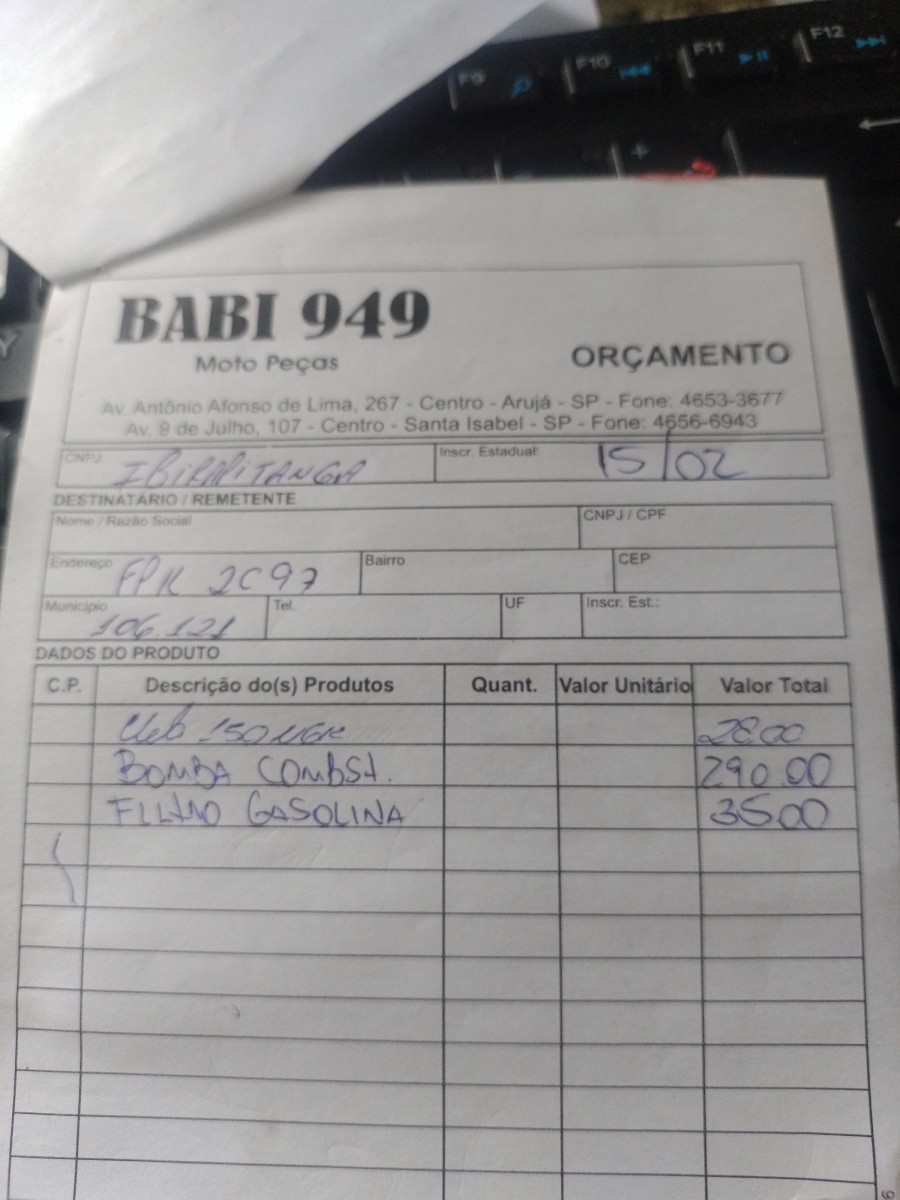 F9 F10 F11 F12
BABI 949
Moto Peças
ORÇAMENTO
Av. Antônio Afonso de Lima, 267 - Centro - Arujá - SP - Fone: 4653-3677
Av. 9 de Julho, 107 - Centro - Santa Isabel - SP - Fone: 4656-6943
CNPJ: IBIRAPITANGA Inscr. Estadual: 15/02
DESTINATÁRIO / REMETENTE
Nome / Razão Social CNPJ / CPF
Endereço FPR 2C97 Bairro CEP
Município 106.121 Tel. UF Inscr. Est.:
DADOS DO PRODUTO
C.P. Descrição do(s) Produtos Quant. Valor Unitário Valor Total
150 28.00
BOMBA COMBST. 290.00
FILTRO GASOLINA 35.00